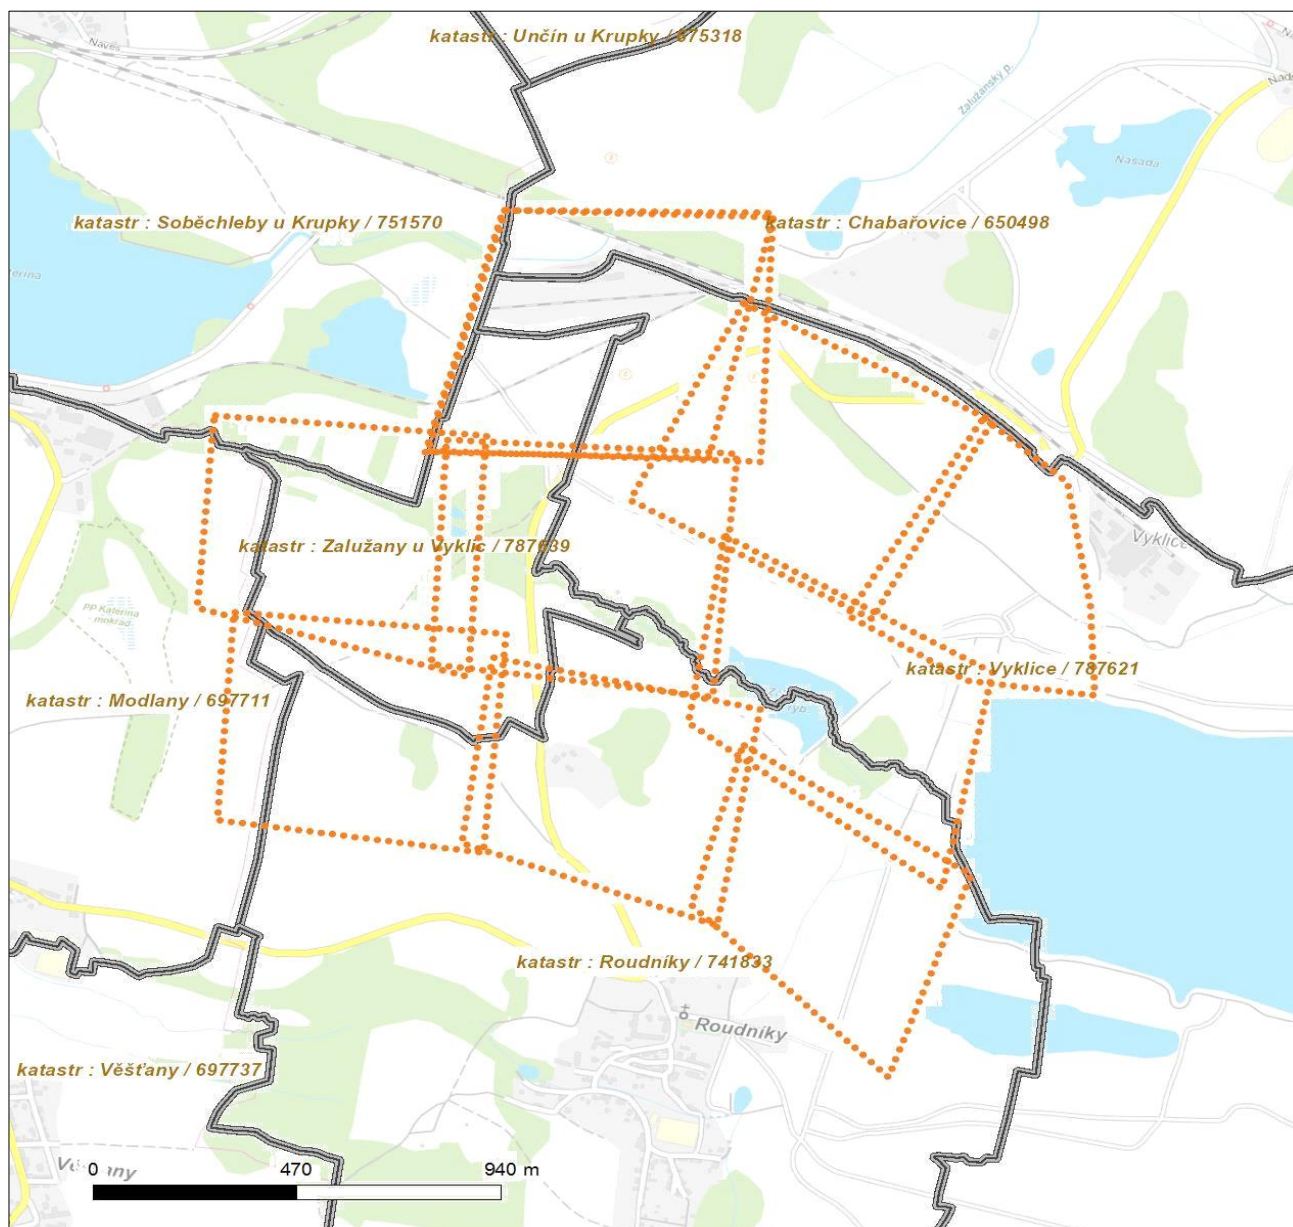 katastr : Unčín u Krupky / 675318
Náves
Zalužanský p.
Nasada
katastr : Soběchleby u Krupky / 751570
katastr : Chabařovice / 650498
katastr : Zalužany u Vyklic / 787639
Vyklice
PP Kateřina
mokřad
katastr : Vyklice / 787621
katastr : Modlany / 697711
katastr : Roudníky / 741833
Roudníky
katastr : Věšťany / 697737
0 470 940 m